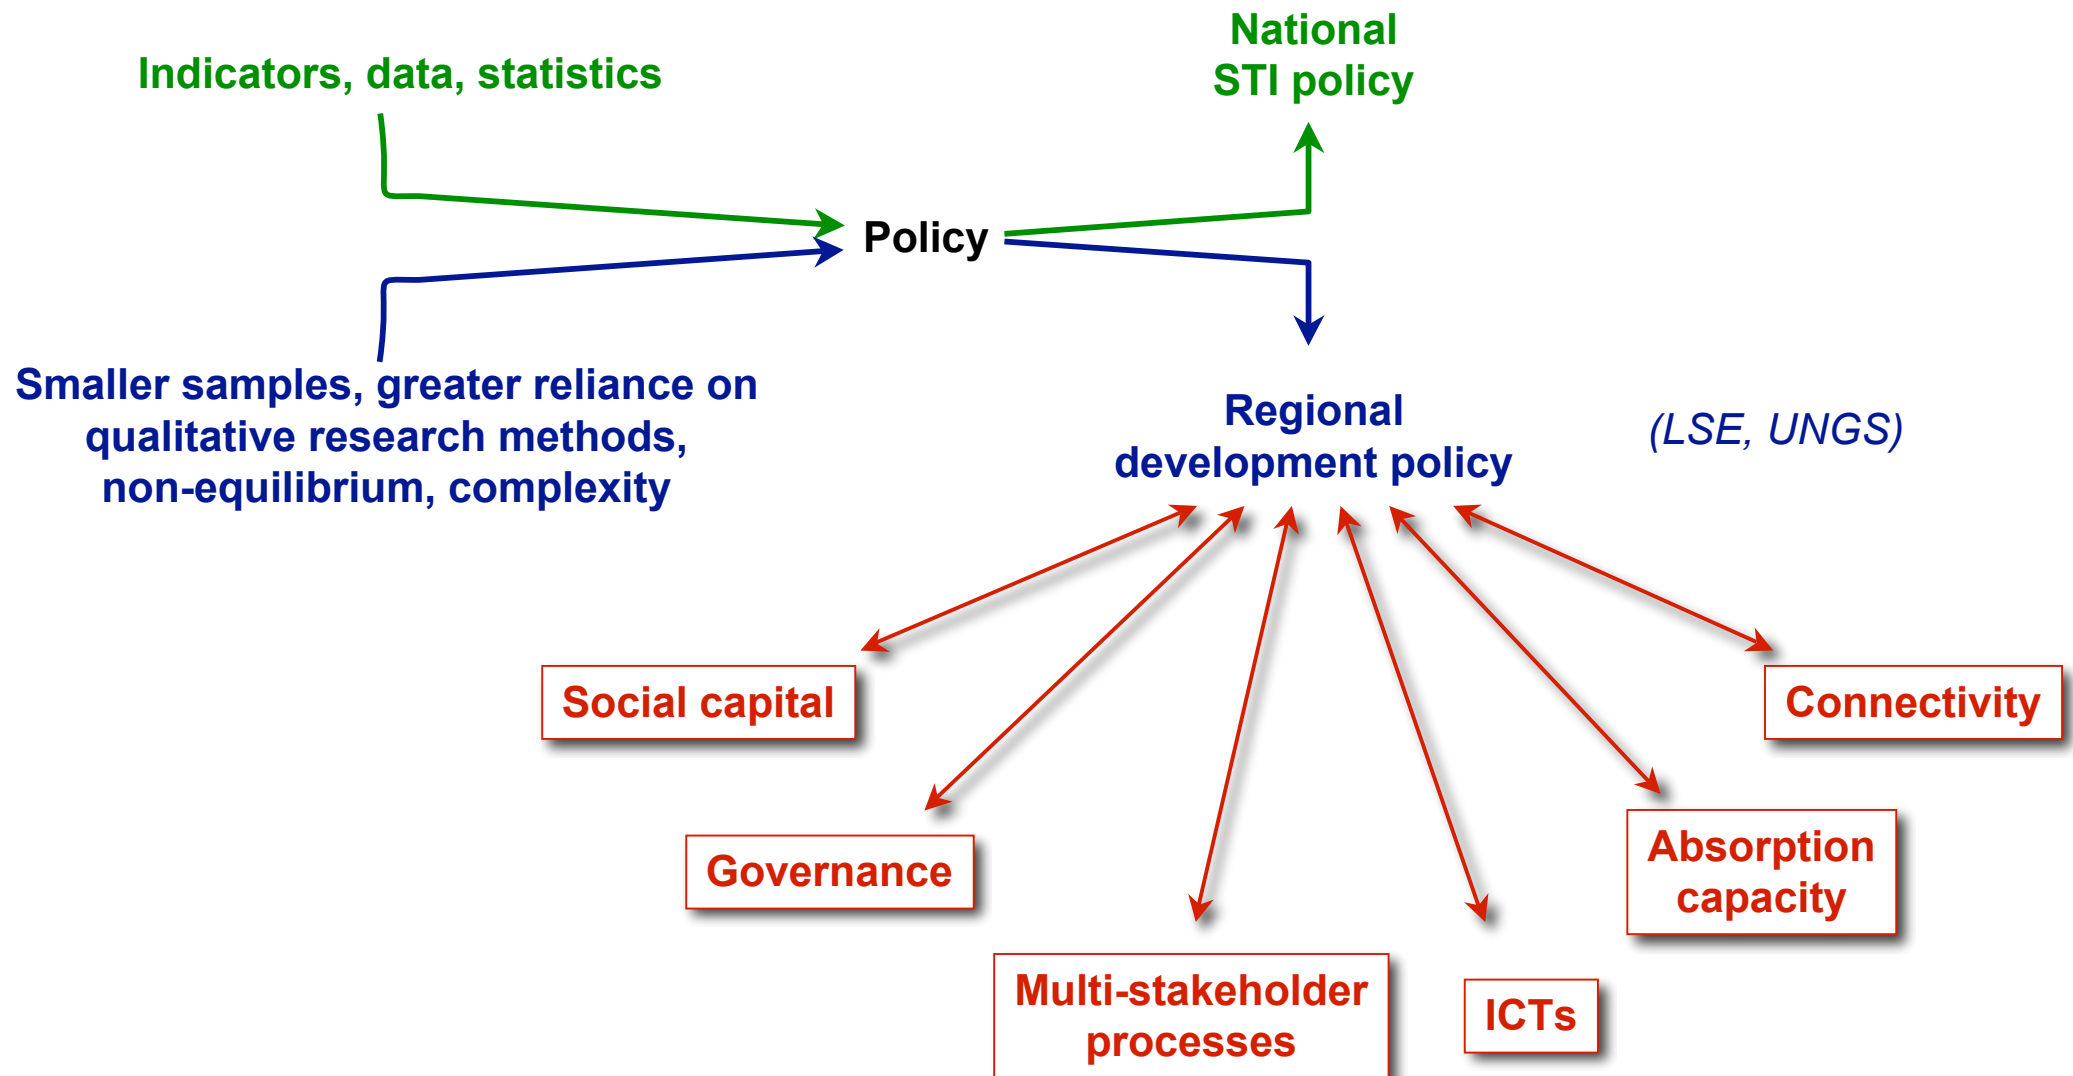 Indicators, data, statistics
National
STI policy
Policy
Smaller samples, greater reliance on
qualitative research methods,
non-equilibrium, complexity
Regional
development policy
(LSE, UNGS)
Social capital
Connectivity
Governance
Absorption
capacity
Multi-stakeholder
processes
ICTs